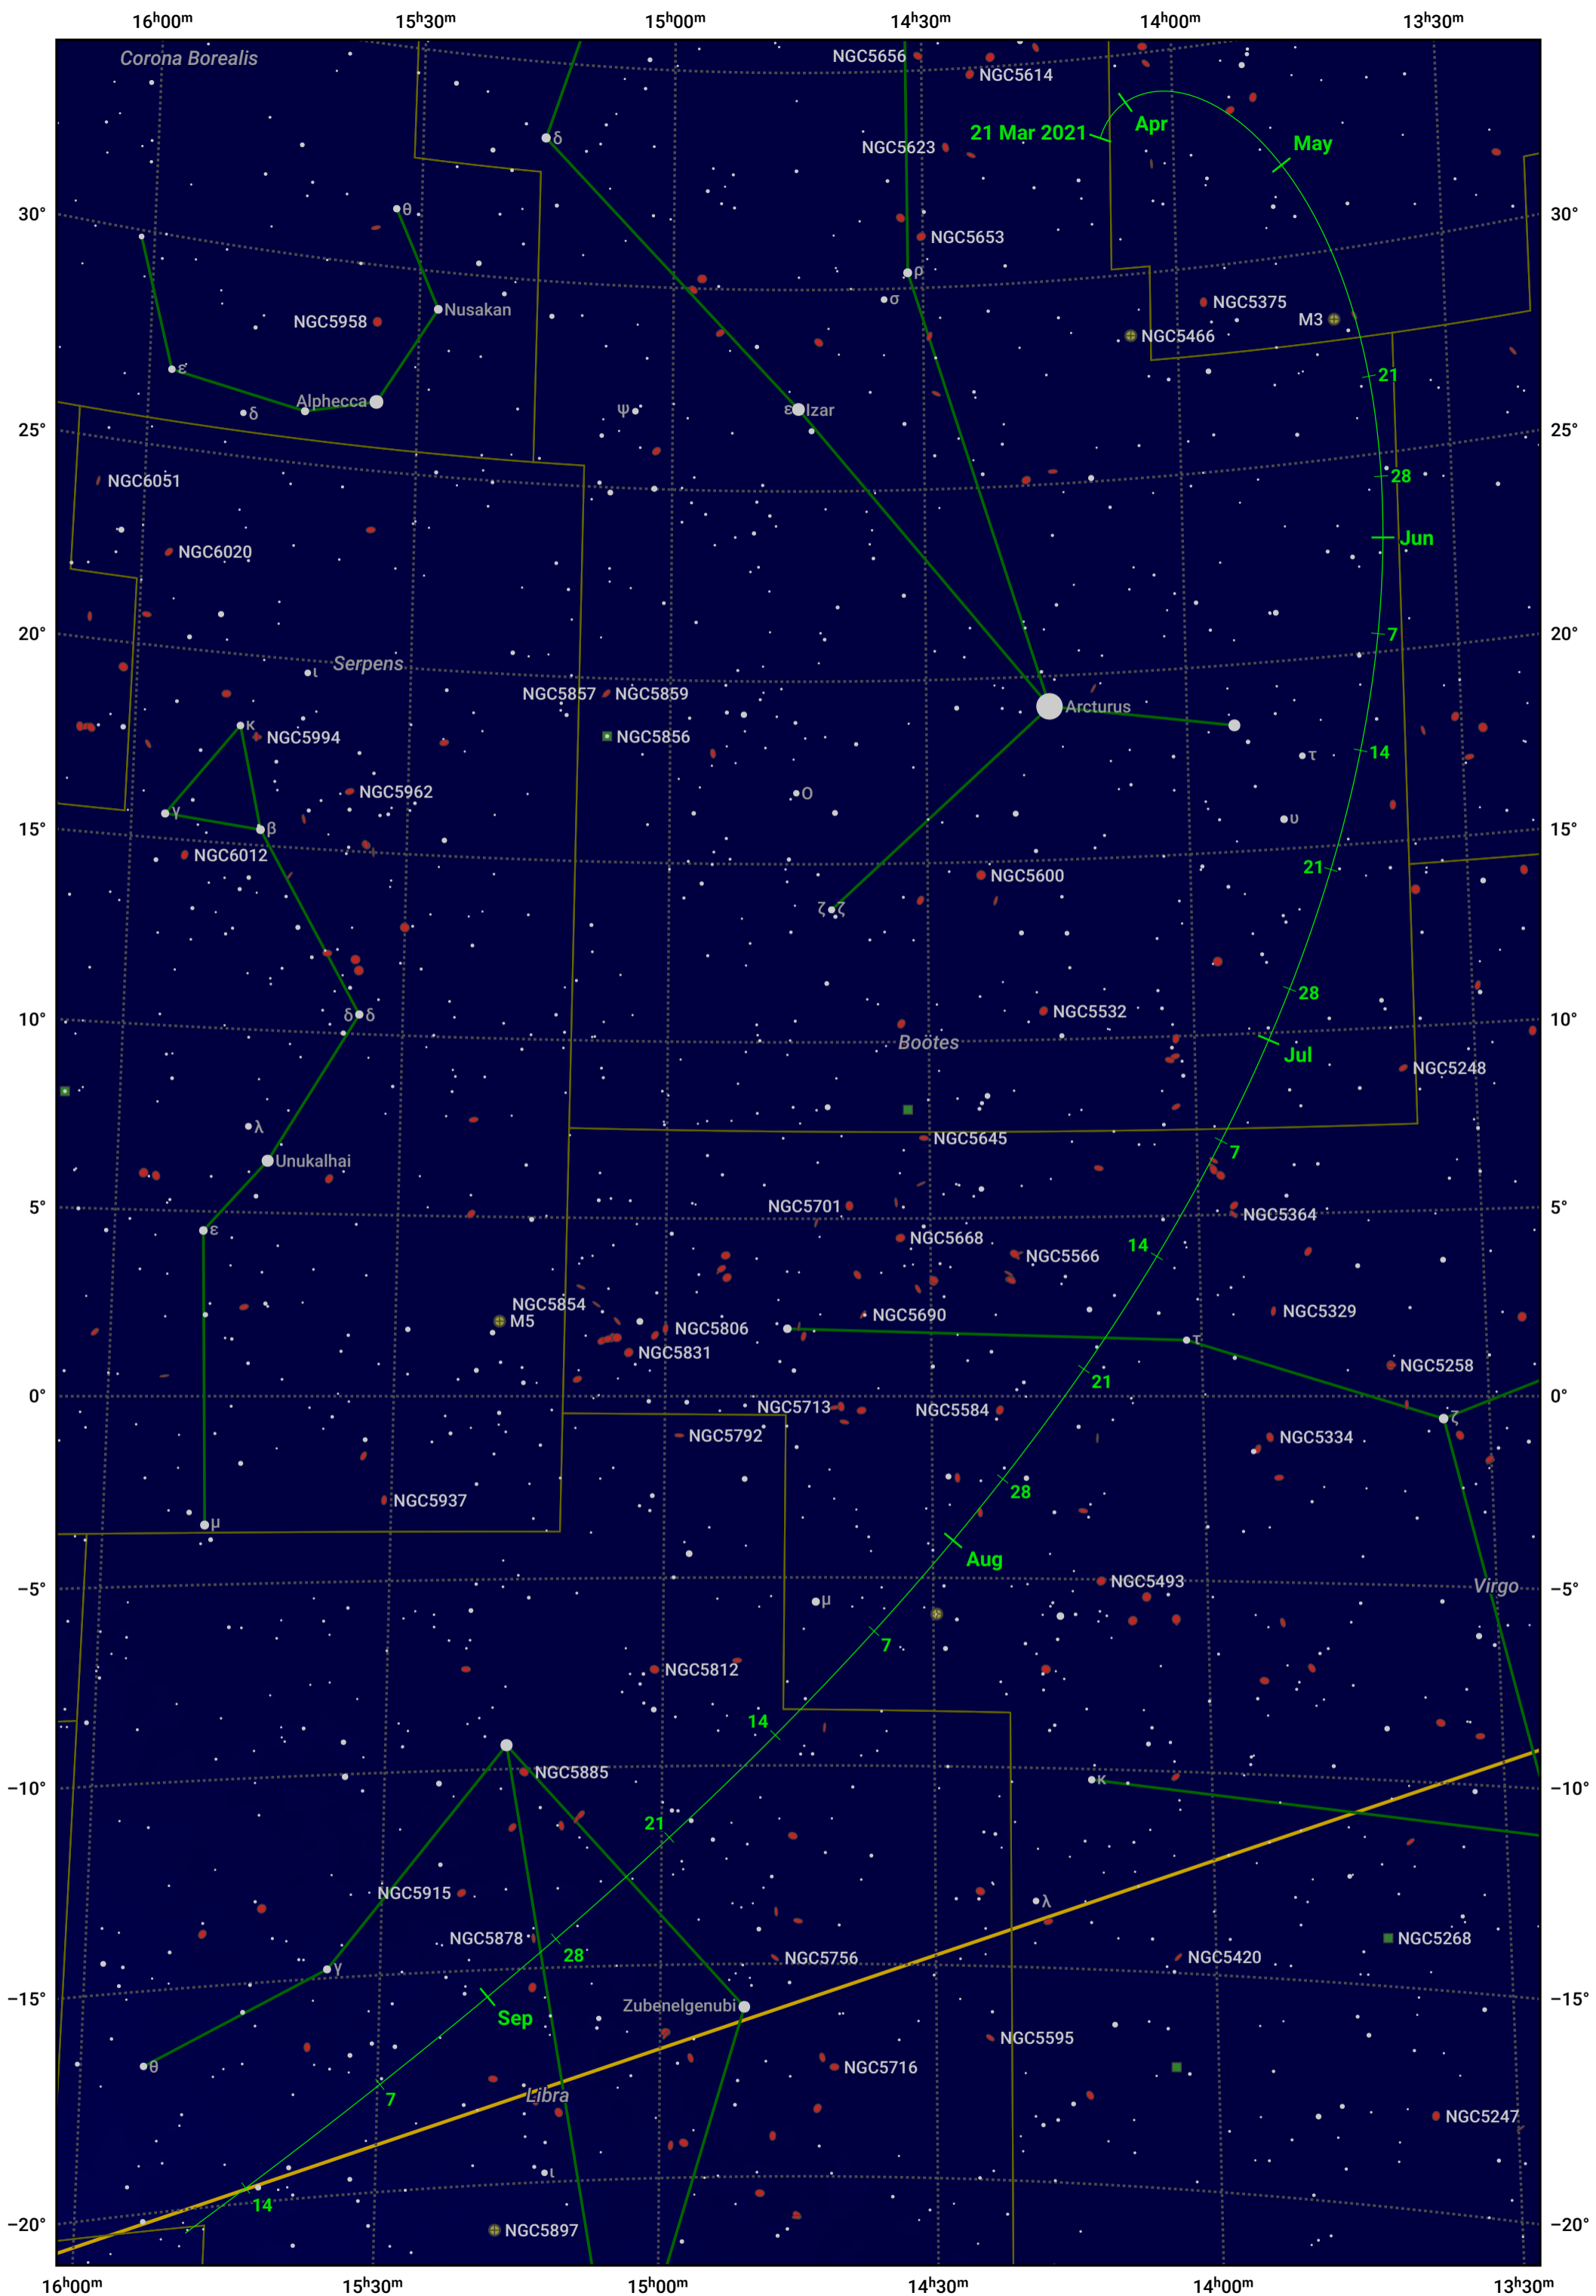 16h00m 15h30m 15h00m 14h30m 14h00m 13h30m
Corona Borealis
NGC5656
NGC5614
Apr
21 Mar 2021
δ
May
NGC5623
θ
30° 30°
NGC5653
ρ
σ
NGC5375
Nusakan
M3
NGC5958
NGC5466
ε
21
Alphecca
δ
ψ
ε Izar
25° 25°
28
NGC6051
Jun
NGC6020
20° 7 20°
Serpens
ι
NGC5857 NGC5859
Arcturus
κ
NGC5994
NGC5856
14
τ
NGC5962
ο
γ
υ
β
15° 15°
NGC6012
21
NGC5600
ζ ζ
28
δ δ
NGC5532
10° 10°
Boötes
Jul
NGC5248
λ
NGC5645
7
Unukalhai
5° NGC5701 5°
NGC5364
ε
NGC5668
14
NGC5566
NGC5854
NGC5329
M5
NGC5690
NGC5806
τ
NGC5831
NGC5258
21
0° 0°
NGC5713
NGC5584
ζ
NGC5792
NGC5334
28
NGC5937
μ
Aug
NGC5493
−5° Virgo −5°
μ
7
NGC5812
14
NGC5885
κ
−10° −10°
21
NGC5915
λ
NGC5878
NGC5268
28
NGC5756
NGC5420
γ
−15° −15°
Zubenelgenubi
Sep
NGC5595
θ
NGC5716
Libra
7
NGC5247
ι
14
−20° −20°
NGC5897
16h00m 15h30m 15h00m 14h30m 14h00m 13h30m